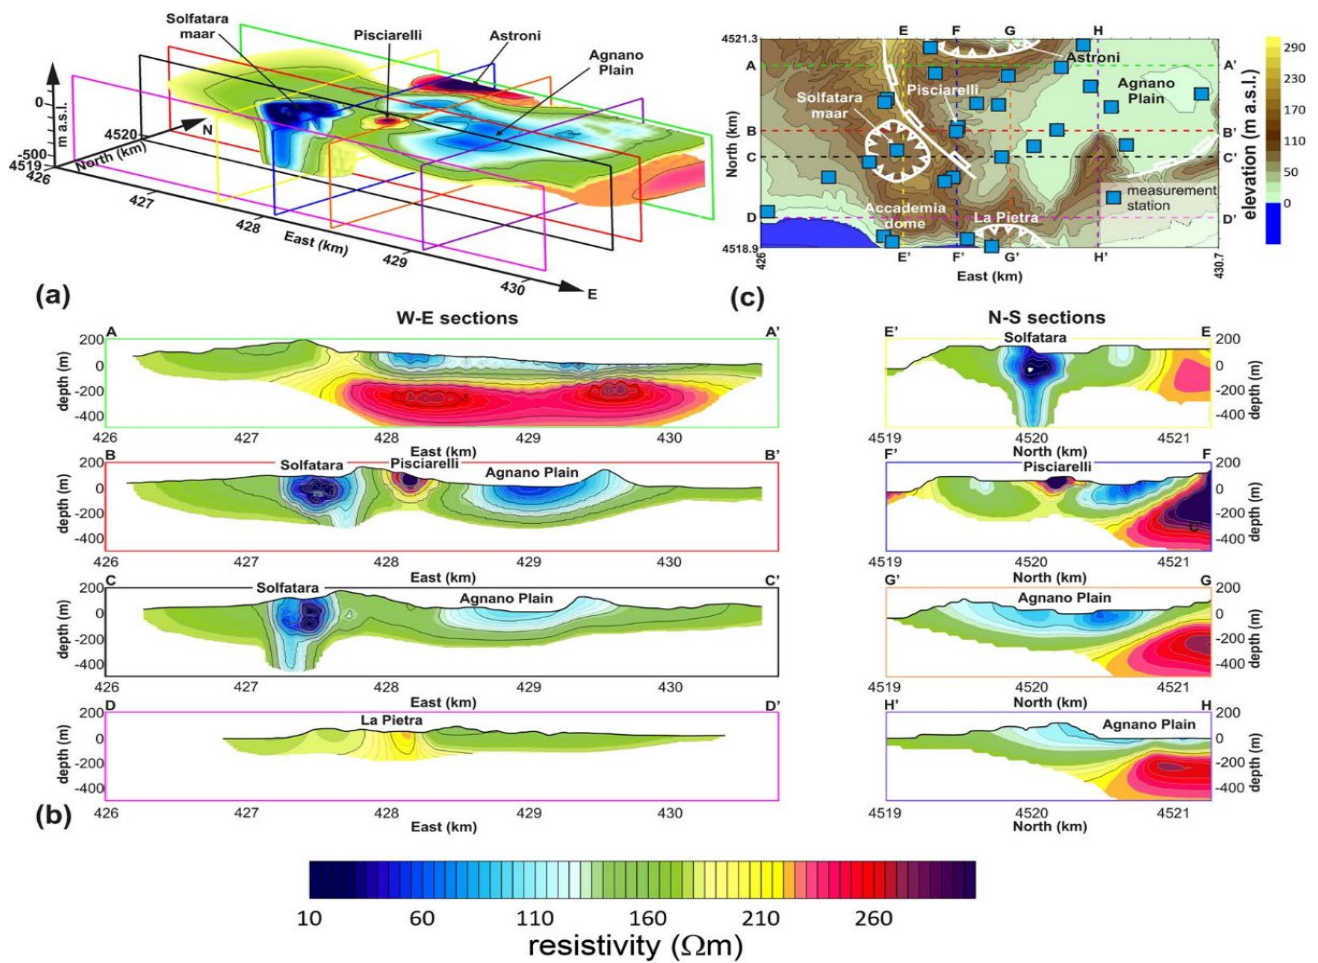 Solfatara
maar
Pisciarelli
Astroni
Agnano
Plain
0
-500
m a.s.l.
4520
4519
North (km)
N
426
427
428
429
430
East (km)
E
(a)
E F G H
4521.3
A A'
Astroni
Agnano
Plain
Pisciarelli
Solfatara
maar
B B'
C C'
North (km)
measurement
station
Accademia
dome
La Pietra
D D'
4518.9
E' F' G' H'
426
East (km)
430.7
290
230
170
110
50
0
elevation (m a.s.l.)
(c)
W-E sections
A A'
200
0
-200
-400
depth (m)
426 427 428 429 430
East (km)
B B'
Solfatara
Pisciarelli
Agnano Plain
200
0
-200
-400
depth (m)
426 427 428 429 430
East (km)
C C'
Solfatara
Agnano Plain
200
0
-200
-400
depth (m)
426 427 428 429 430
East (km)
D D'
La Pietra
200
0
-200
-400
depth (m)
426 427 428 429 430
East (km)
(b)
N-S sections
E' E
Solfatara
200
0
-200
-400
depth (m)
4519 4520 4521
North (km)
F' F
Pisciarelli
200
0
-200
-400
depth (m)
C
4519 4520 4521
North (km)
G' G
Agnano Plain
200
0
-200
-400
depth (m)
4519 4520 4521
North (km)
H' H
Agnano Plain
200
0
-200
-400
depth (m)
4519 4520 4521
North (km)
10 60 110 160 210 260
resistivity (Ωm)